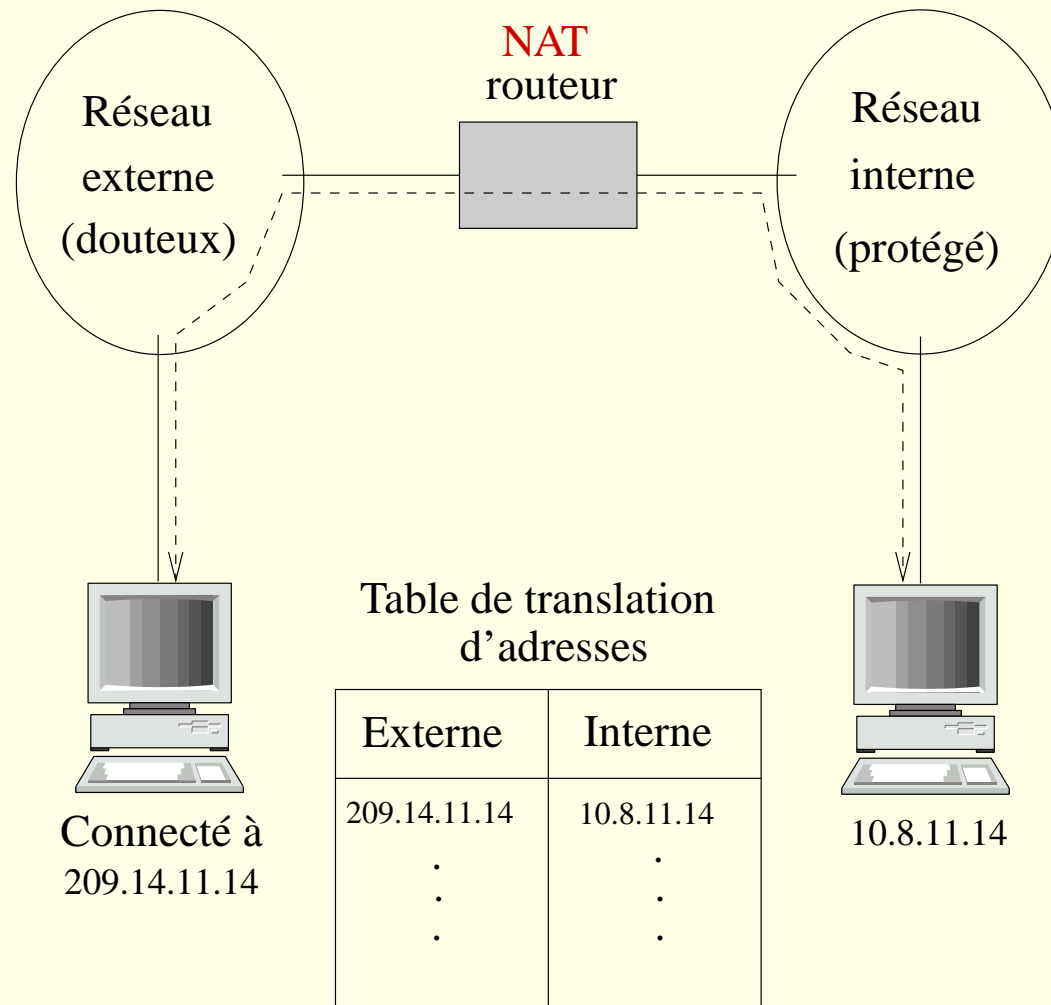 NAT
routeur
Réseau
externe
(douteux)
Réseau
interne
(protégé)
Table de translation
d’adresses
Externe Interne
209.14.11.14 10.8.11.14
. .
. .
. .
Connecté à
209.14.11.14
10.8.11.14